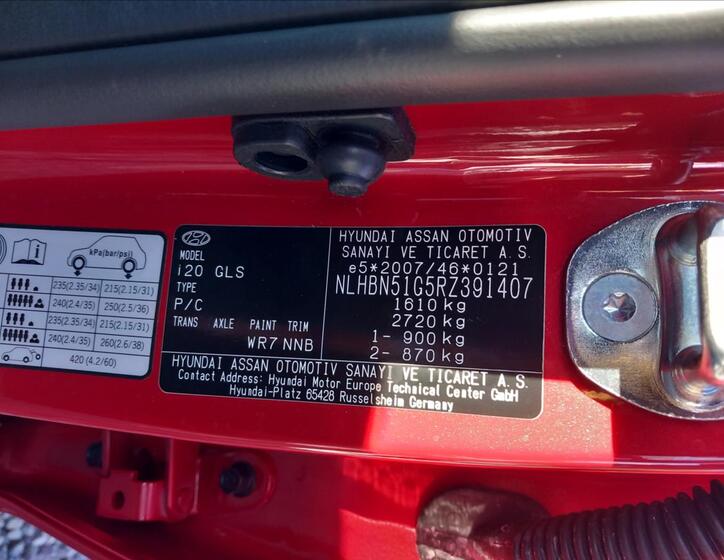 kPa(bar/psi)
235(2.35/34) 215(2.15/31)
240(2.4/35) 250(2.5/36)
235(2.35/34) 215(2.15/31)
240(2.4/35) 260(2.6/38)
420 (4.2/60)
MODEL
i20 GLS
TYPE
P/C
TRANS AXLE PAINT TRIM
WR7 NNB
HYUNDAI ASSAN OTOMOTIV
SANAYI VE TICARET A.S.
e5*2007/46*0121
NLHBN51G5RZ391407
1610 kg
2720 kg
1- 900 kg
2- 870 kg
HYUNDAI ASSAN OTOMOTIV SANAYI VE TICARET A.S.
Contact Address: Hyundai Motor Europe Technical Center GmbH
Hyundai-Platz 65428 Russelsheim Germany